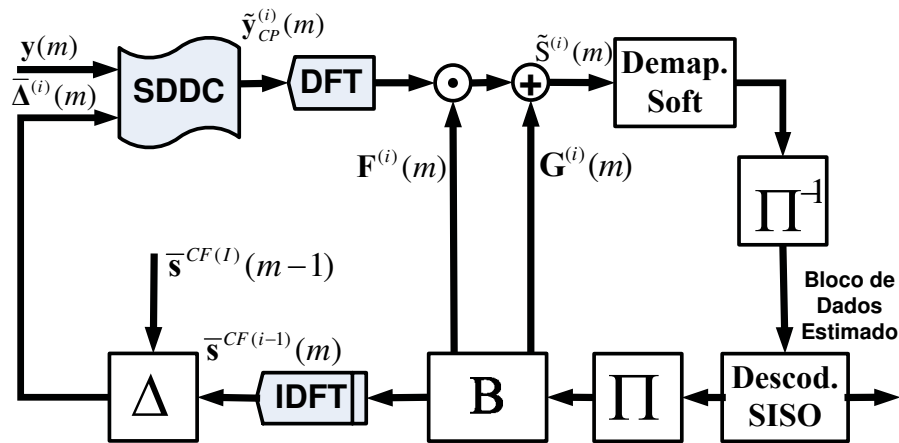 y(m)
Δ̅⁽ⁱ⁾(m)
SDDC
ỹ_CP⁽ⁱ⁾(m)
DFT
S̃⁽ⁱ⁾(m)
Demap.
Soft
F⁽ⁱ⁾(m)
G⁽ⁱ⁾(m)
Π⁻¹
s̅^CF(I)(m−1)
Bloco de
Dados
Estimado
s̅^CF(i−1)(m)
Δ
IDFT
B
Π
Descod.
SISO